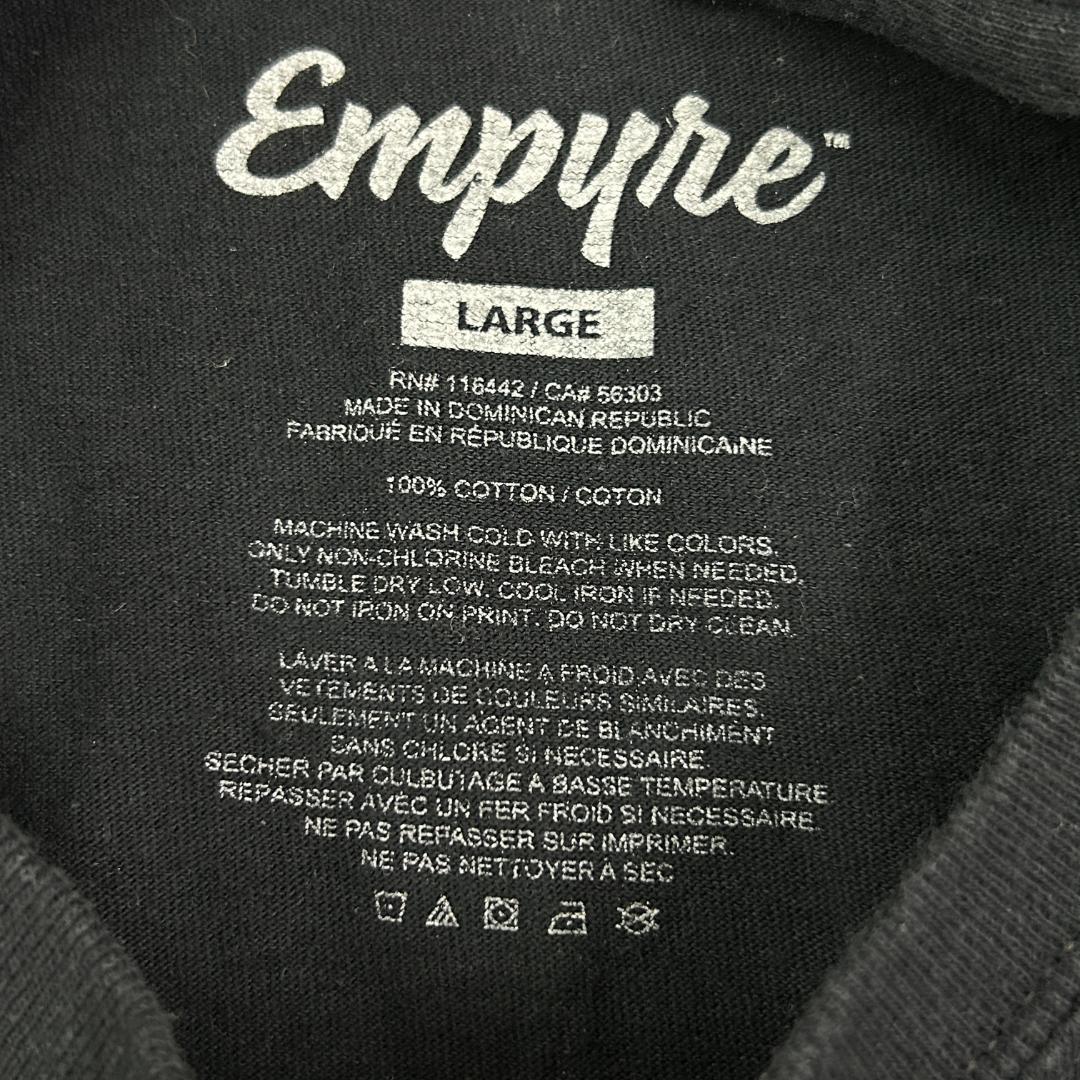 Empyre™
LARGE
RN# 116442 / CA# 56303
MADE IN DOMINICAN REPUBLIC
FABRIQUÉ EN RÉPUBLIQUE DOMINICAINE
100% COTTON / COTON
MACHINE WASH COLD WITH LIKE COLORS.
ONLY NON-CHLORINE BLEACH WHEN NEEDED.
TUMBLE DRY LOW. COOL IRON IF NEEDED.
DO NOT IRON ON PRINT. DO NOT DRY CLEAN.
LAVER A LA MACHINE A FROID AVEC DES
VETEMENTS DE COULEURS SIMILAIRES.
SEULEMENT UN AGENT DE BLANCHIMENT
SANS CHLORE SI NECESSAIRE.
SECHER PAR CULBUTAGE A BASSE TEMPERATURE
REPASSER AVEC UN FER FROID SI NECESSAIRE.
NE PAS REPASSER SUR IMPRIMER.
NE PAS NETTOYER A SEC